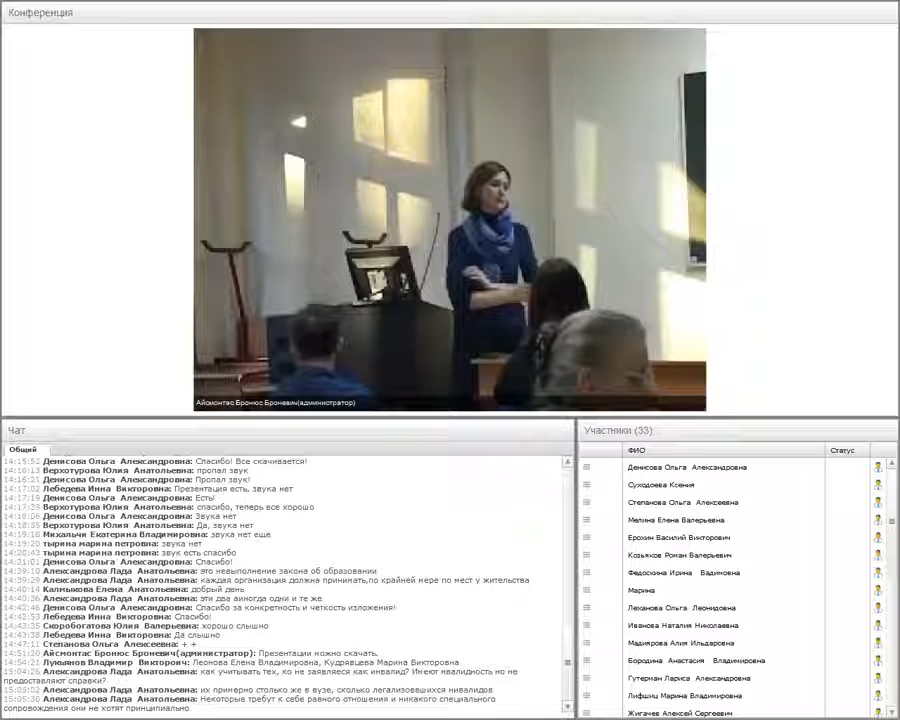 Конференция
Айсмонтас Бронюс Броневич(администратор)
Чат
Общий
14:15:52 Денисова Ольга Александровна: Спасибо! Все скачивается!
14:16:13 Верхотурова Юлия Анатольевна: пропал звук
14:16:21 Денисова Ольга Александровна: Пропал звук!
14:17:02 Лебедева Инна Викторовна: Презентация есть, звука нет
14:17:19 Денисова Ольга Александровна: Есть!
14:17:39 Верхотурова Юлия Анатольевна: спасибо, теперь все хорошо
14:18:06 Денисова Ольга Александровна: Звука нет
14:18:35 Верхотурова Юлия Анатольевна: Да, звука нет
14:19:18 Михальчи Екатерина Владимировна: звука нет еще
14:19:20 тырина марина петровна: звука нет
14:20:43 тырина марина петровна: звук есть спасибо
14:21:01 Денисова Ольга Александровна: Спасибо!
14:39:10 Александрова Лада Анатольевна: это невыполнение закона об образовании
14:39:29 Александрова Лада Анатольевна: каждая организация должна принимать,по крайней мере по мест у жительства
14:40:14 Калмыкова Елена Анатольевна: добрый день
14:40:36 Александрова Лада Анатольевна: эти два аиногда одни и те же
14:42:46 Денисова Ольга Александровна: Спасибо за конкретность и четкость изложения!
14:42:53 Лебедева Инна Викторовна: Спасибо!
14:43:35 Скоробогатова Юлия Валерьевна: хорошо слышно
14:43:38 Лебедева Инна Викторовна: Да слышно
14:47:11 Степанова Ольга Алексеевна: + +
14:51:20 Айсмонтас Бронюс Броневич(администратор): Презентации можно скачать.
14:54:21 Лукьянов Владимир Викторович: Леонова Елена Владимировна, Кудрявцева Марина Викторовна
15:04:26 Александрова Лада Анатольевна: как учитывать тех, ко не заявляеся как инвалид? Имеют нвалидность но не
предоставляют справки?
15:05:02 Александрова Лада Анатольевна: их примерно столько же в вузе, сколько легализовавшихся нивалидов
15:05:30 Александрова Лада Анатольевна: Некоторые требут к себе равного отношения и никакого специального
сопровождения они не хотят принципиально.
Участники (33)
ФИО Статус
Денисова Ольга Александровна
Суходоева Ксения
Степанова Ольга Алексеевна
Мелина Елена Валерьевна
Ерохин Василий Викторович
Козьяков Роман Валерьевич
Федоскина Ирина Вадимовна
Марина
Леханова Ольга Леонидовна
Иванова Наталия Николаевна
Мадиярова Алия Ильдаровна
Бородина Анастасия Владимировна
Гутерман Лариса Александровна
Лифшиц Марина Владимировна
Жигачев Алексей Сергеевич